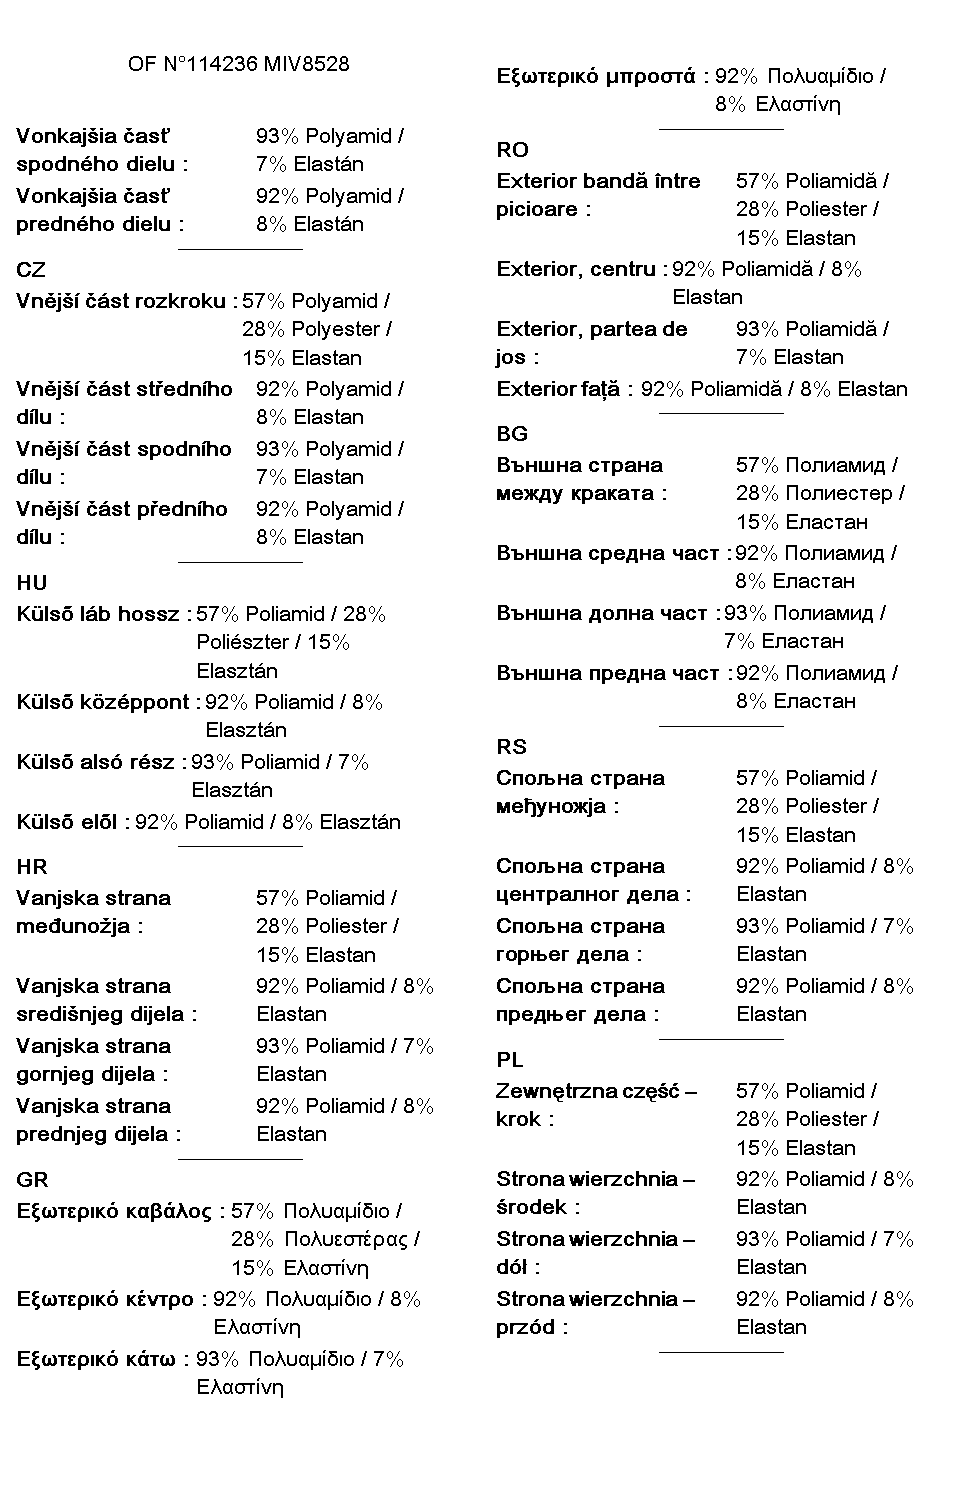 OF N°114236 MIV8528
Vonkajšia časť 93% Polyamid /
spodného dielu : 7% Elastán
Vonkajšia časť 92% Polyamid /
predného dielu : 8% Elastán
CZ
Vnější část rozkroku : 57% Polyamid /
28% Polyester /
15% Elastan
Vnější část středního 92% Polyamid /
dílu : 8% Elastan
Vnější část spodního 93% Polyamid /
dílu : 7% Elastan
Vnější část předního 92% Polyamid /
dílu : 8% Elastan
HU
Külső láb hossz : 57% Poliamid / 28%
Poliészter / 15%
Elasztán
Külső középpont : 92% Poliamid / 8%
Elasztán
Külső alsó rész : 93% Poliamid / 7%
Elasztán
Külső elől : 92% Poliamid / 8% Elasztán
HR
Vanjska strana 57% Poliamid /
međunožja : 28% Poliester /
15% Elastan
Vanjska strana 92% Poliamid / 8%
središnjeg dijela : Elastan
Vanjska strana 93% Poliamid / 7%
gornjeg dijela : Elastan
Vanjska strana 92% Poliamid / 8%
prednjeg dijela : Elastan
GR
Εξωτερικό καβάλος : 57% Πολυαμίδιο /
28% Πολυεστέρας /
15% Ελαστίνη
Εξωτερικό κέντρο : 92% Πολυαμίδιο / 8%
Ελαστίνη
Εξωτερικό κάτω : 93% Πολυαμίδιο / 7%
Ελαστίνη
Εξωτερικό μπροστά : 92% Πολυαμίδιο /
8% Ελαστίνη
RO
Exterior bandă între 57% Poliamidă /
picioare : 28% Poliester /
15% Elastan
Exterior, centru : 92% Poliamidă / 8%
Elastan
Exterior, partea de 93% Poliamidă /
jos : 7% Elastan
Exterior față : 92% Poliamidă / 8% Elastan
BG
Външна страна 57% Полиамид /
между краката : 28% Полиестер /
15% Еластан
Външна средна част : 92% Полиамид /
8% Еластан
Външна долна част : 93% Полиамид /
7% Еластан
Външна предна част : 92% Полиамид /
8% Еластан
RS
Спољна страна 57% Poliamid /
међуножја : 28% Poliester /
15% Elastan
Спољна страна 92% Poliamid / 8%
централног дела : Elastan
Спољна страна 93% Poliamid / 7%
горњег дела : Elastan
Спољна страна 92% Poliamid / 8%
предњег дела : Elastan
PL
Zewnętrzna część – 57% Poliamid /
krok : 28% Poliester /
15% Elastan
Strona wierzchnia – 92% Poliamid / 8%
środek : Elastan
Strona wierzchnia – 93% Poliamid / 7%
dół : Elastan
Strona wierzchnia – 92% Poliamid / 8%
przód : Elastan